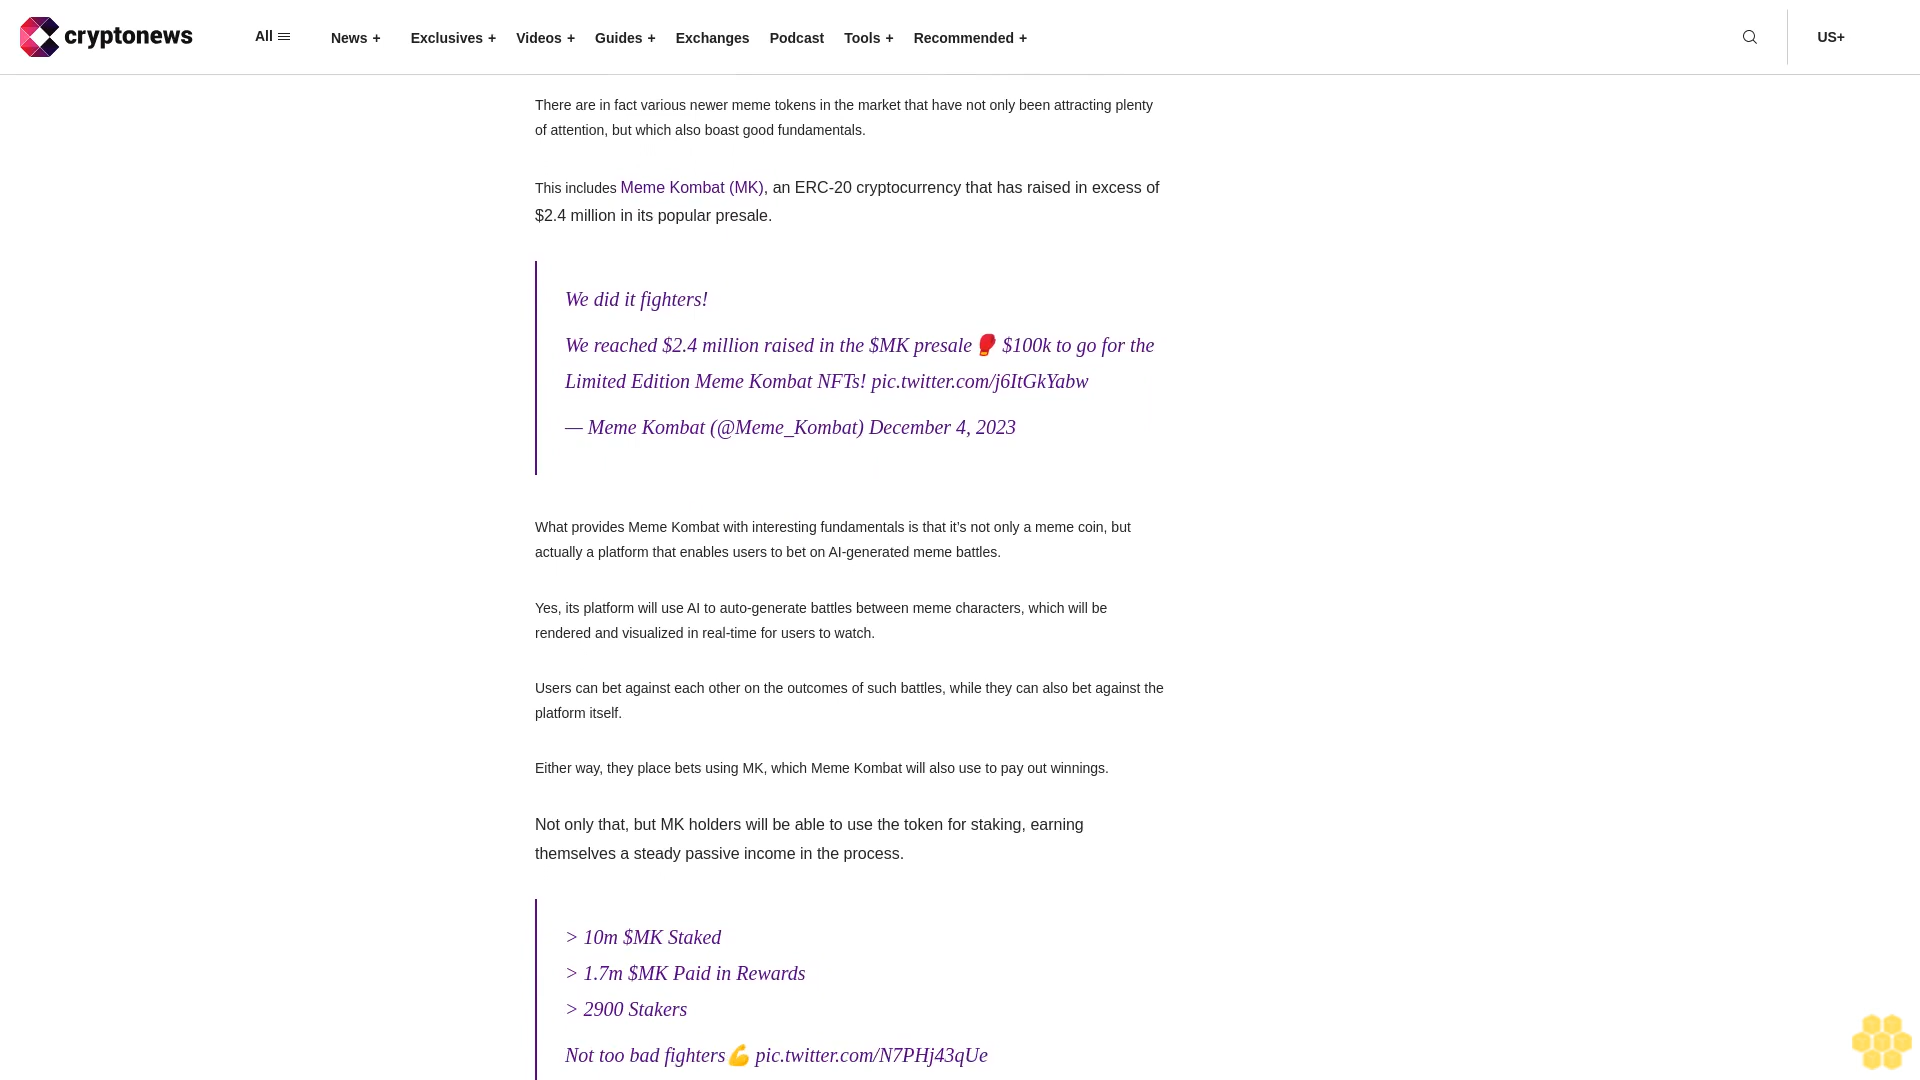 cryptonews
All
News +
Exclusives +
Videos +
Guides +
Exchanges
Podcast
Tools +
Recommended +
US+
There are in fact various newer meme tokens in the market that have not only been attracting plenty
of attention, but which also boast good fundamentals.
This includes Meme Kombat (MK), an ERC-20 cryptocurrency that has raised in excess of
$2.4 million in its popular presale.
We did it fighters!
We reached $2.4 million raised in the $MK presale🥊 $100k to go for the
Limited Edition Meme Kombat NFTs! pic.twitter.com/j6ItGkYabw
— Meme Kombat (@Meme_Kombat) December 4, 2023
What provides Meme Kombat with interesting fundamentals is that it’s not only a meme coin, but
actually a platform that enables users to bet on AI-generated meme battles.
Yes, its platform will use AI to auto-generate battles between meme characters, which will be
rendered and visualized in real-time for users to watch.
Users can bet against each other on the outcomes of such battles, while they can also bet against the
platform itself.
Either way, they place bets using MK, which Meme Kombat will also use to pay out winnings.
Not only that, but MK holders will be able to use the token for staking, earning
themselves a steady passive income in the process.
> 10m $MK Staked
> 1.7m $MK Paid in Rewards
> 2900 Stakers
Not too bad fighters💪 pic.twitter.com/N7PHj43qUe